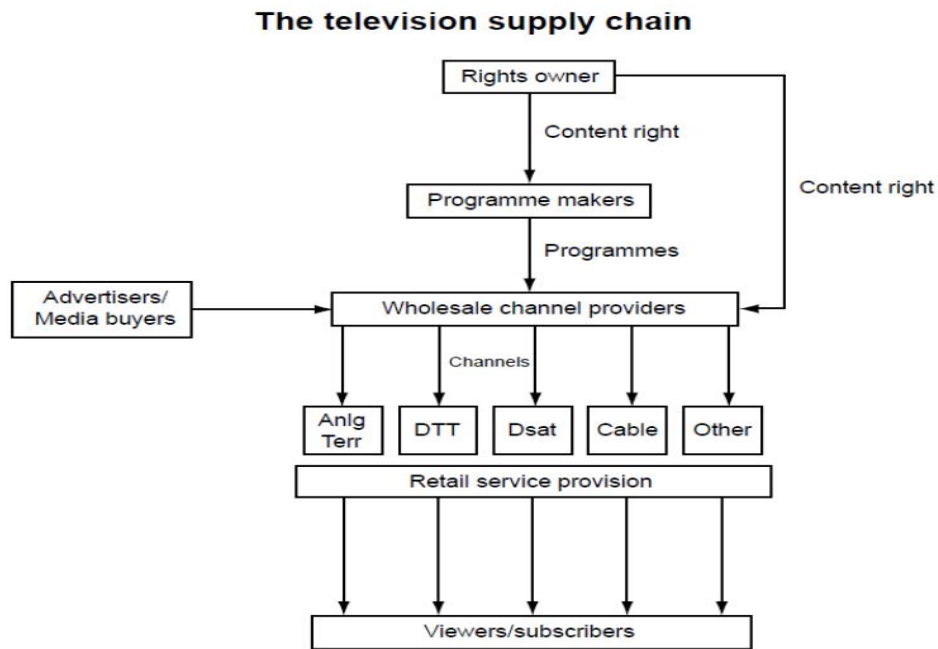 The television supply chain
Rights owner
Content right
Content right
Programme makers
Programmes
Advertisers/
Media buyers
Wholesale channel providers
Channels
Anlg
Terr
DTT
Dsat
Cable
Other
Retail service provision
Viewers/subscribers